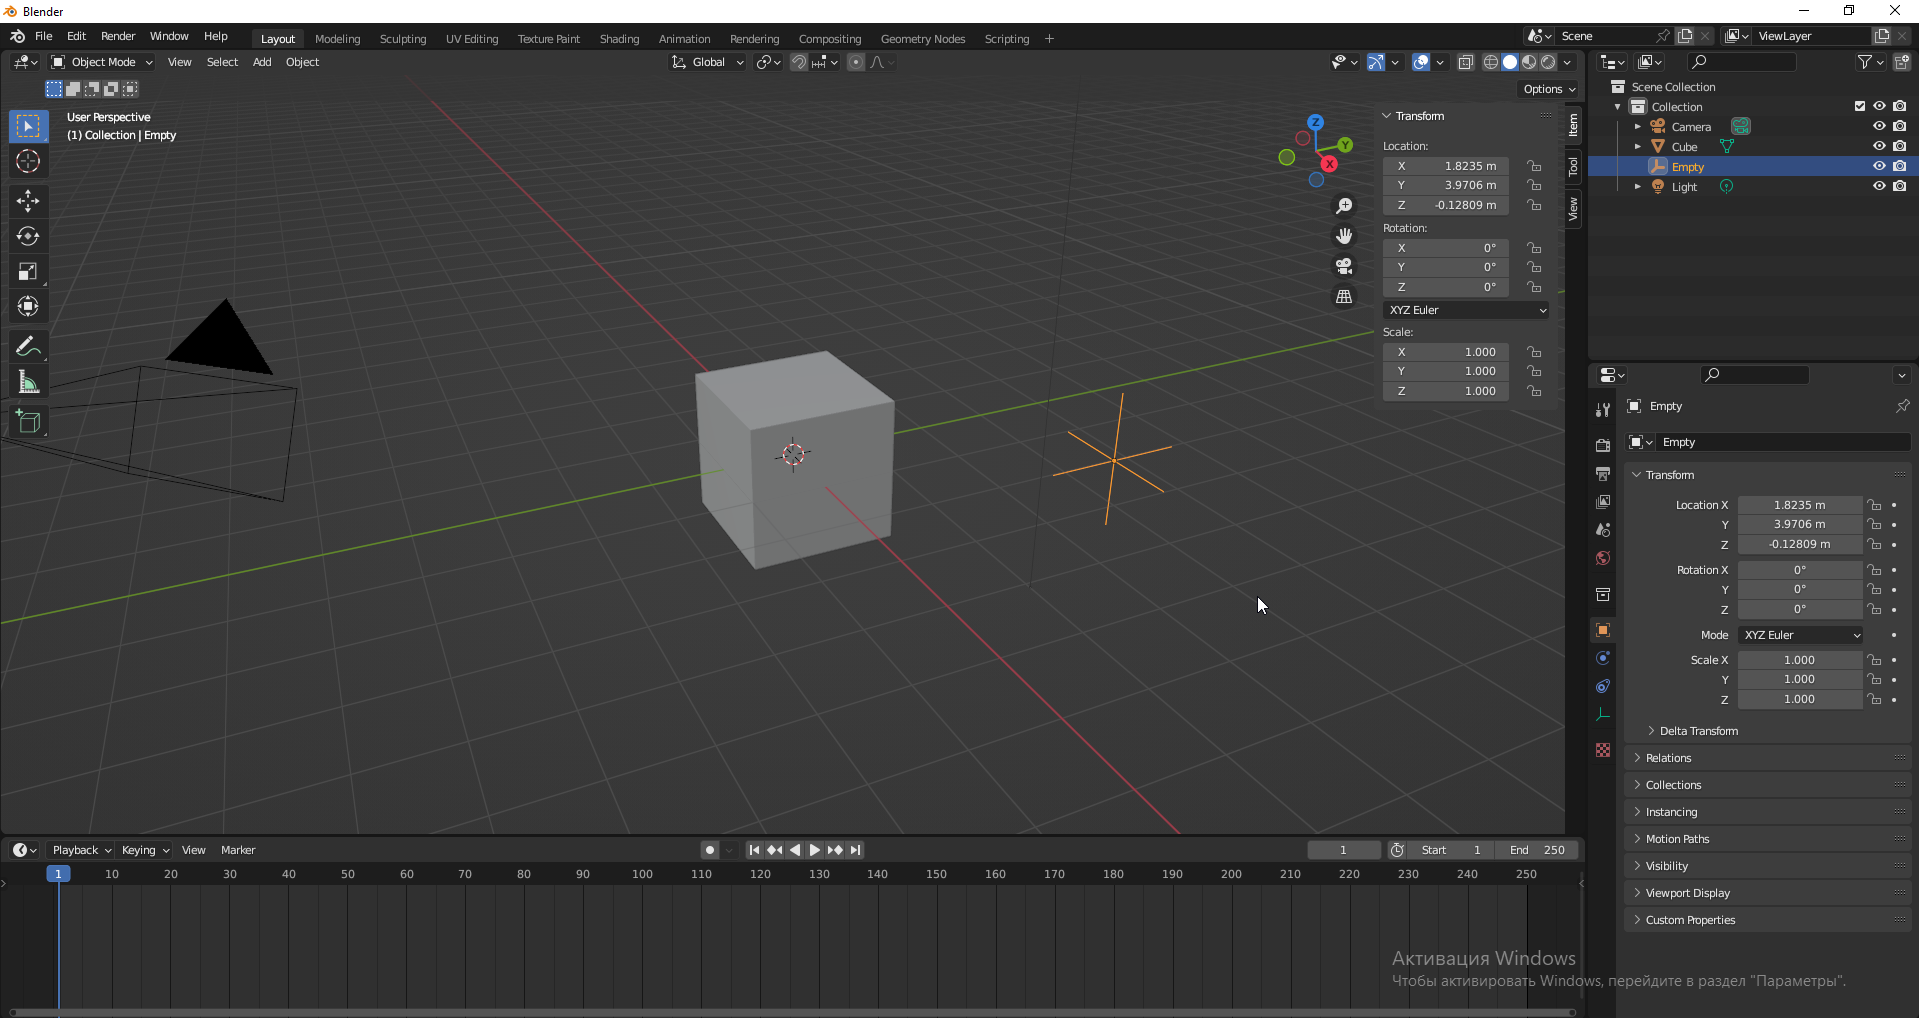 Blender
File Edit Render Window Help Layout Modeling Sculpting UV Editing Texture Paint Shading Animation Rendering Compositing Geometry Nodes Scripting + Scene ViewLayer
Object Mode View Select Add Object Global
Options
User Perspective
(1) Collection | Empty
Z
Y
X
Transform
Location:
X 1.8235 m
Y 3.9706 m
Z -0.12809 m
Rotation:
X 0°
Y 0°
Z 0°
XYZ Euler
Scale:
X 1.000
Y 1.000
Z 1.000
Item
Tool
View
Scene Collection
Collection
Camera
Cube
Empty
Light
Empty
Empty
Transform
Location X 1.8235 m
Y 3.9706 m
Z -0.12809 m
Rotation X 0°
Y 0°
Z 0°
Mode XYZ Euler
Scale X 1.000
Y 1.000
Z 1.000
Delta Transform
Relations
Collections
Instancing
Motion Paths
Visibility
Viewport Display
Custom Properties
Playback Keying View Marker 1 Start 1 End 250
1 10 20 30 40 50 60 70 80 90 100 110 120 130 140 150 160 170 180 190 200 210 220 230 240 250
Активация Windows
Чтобы активировать Windows, перейдите в раздел "Параметры".